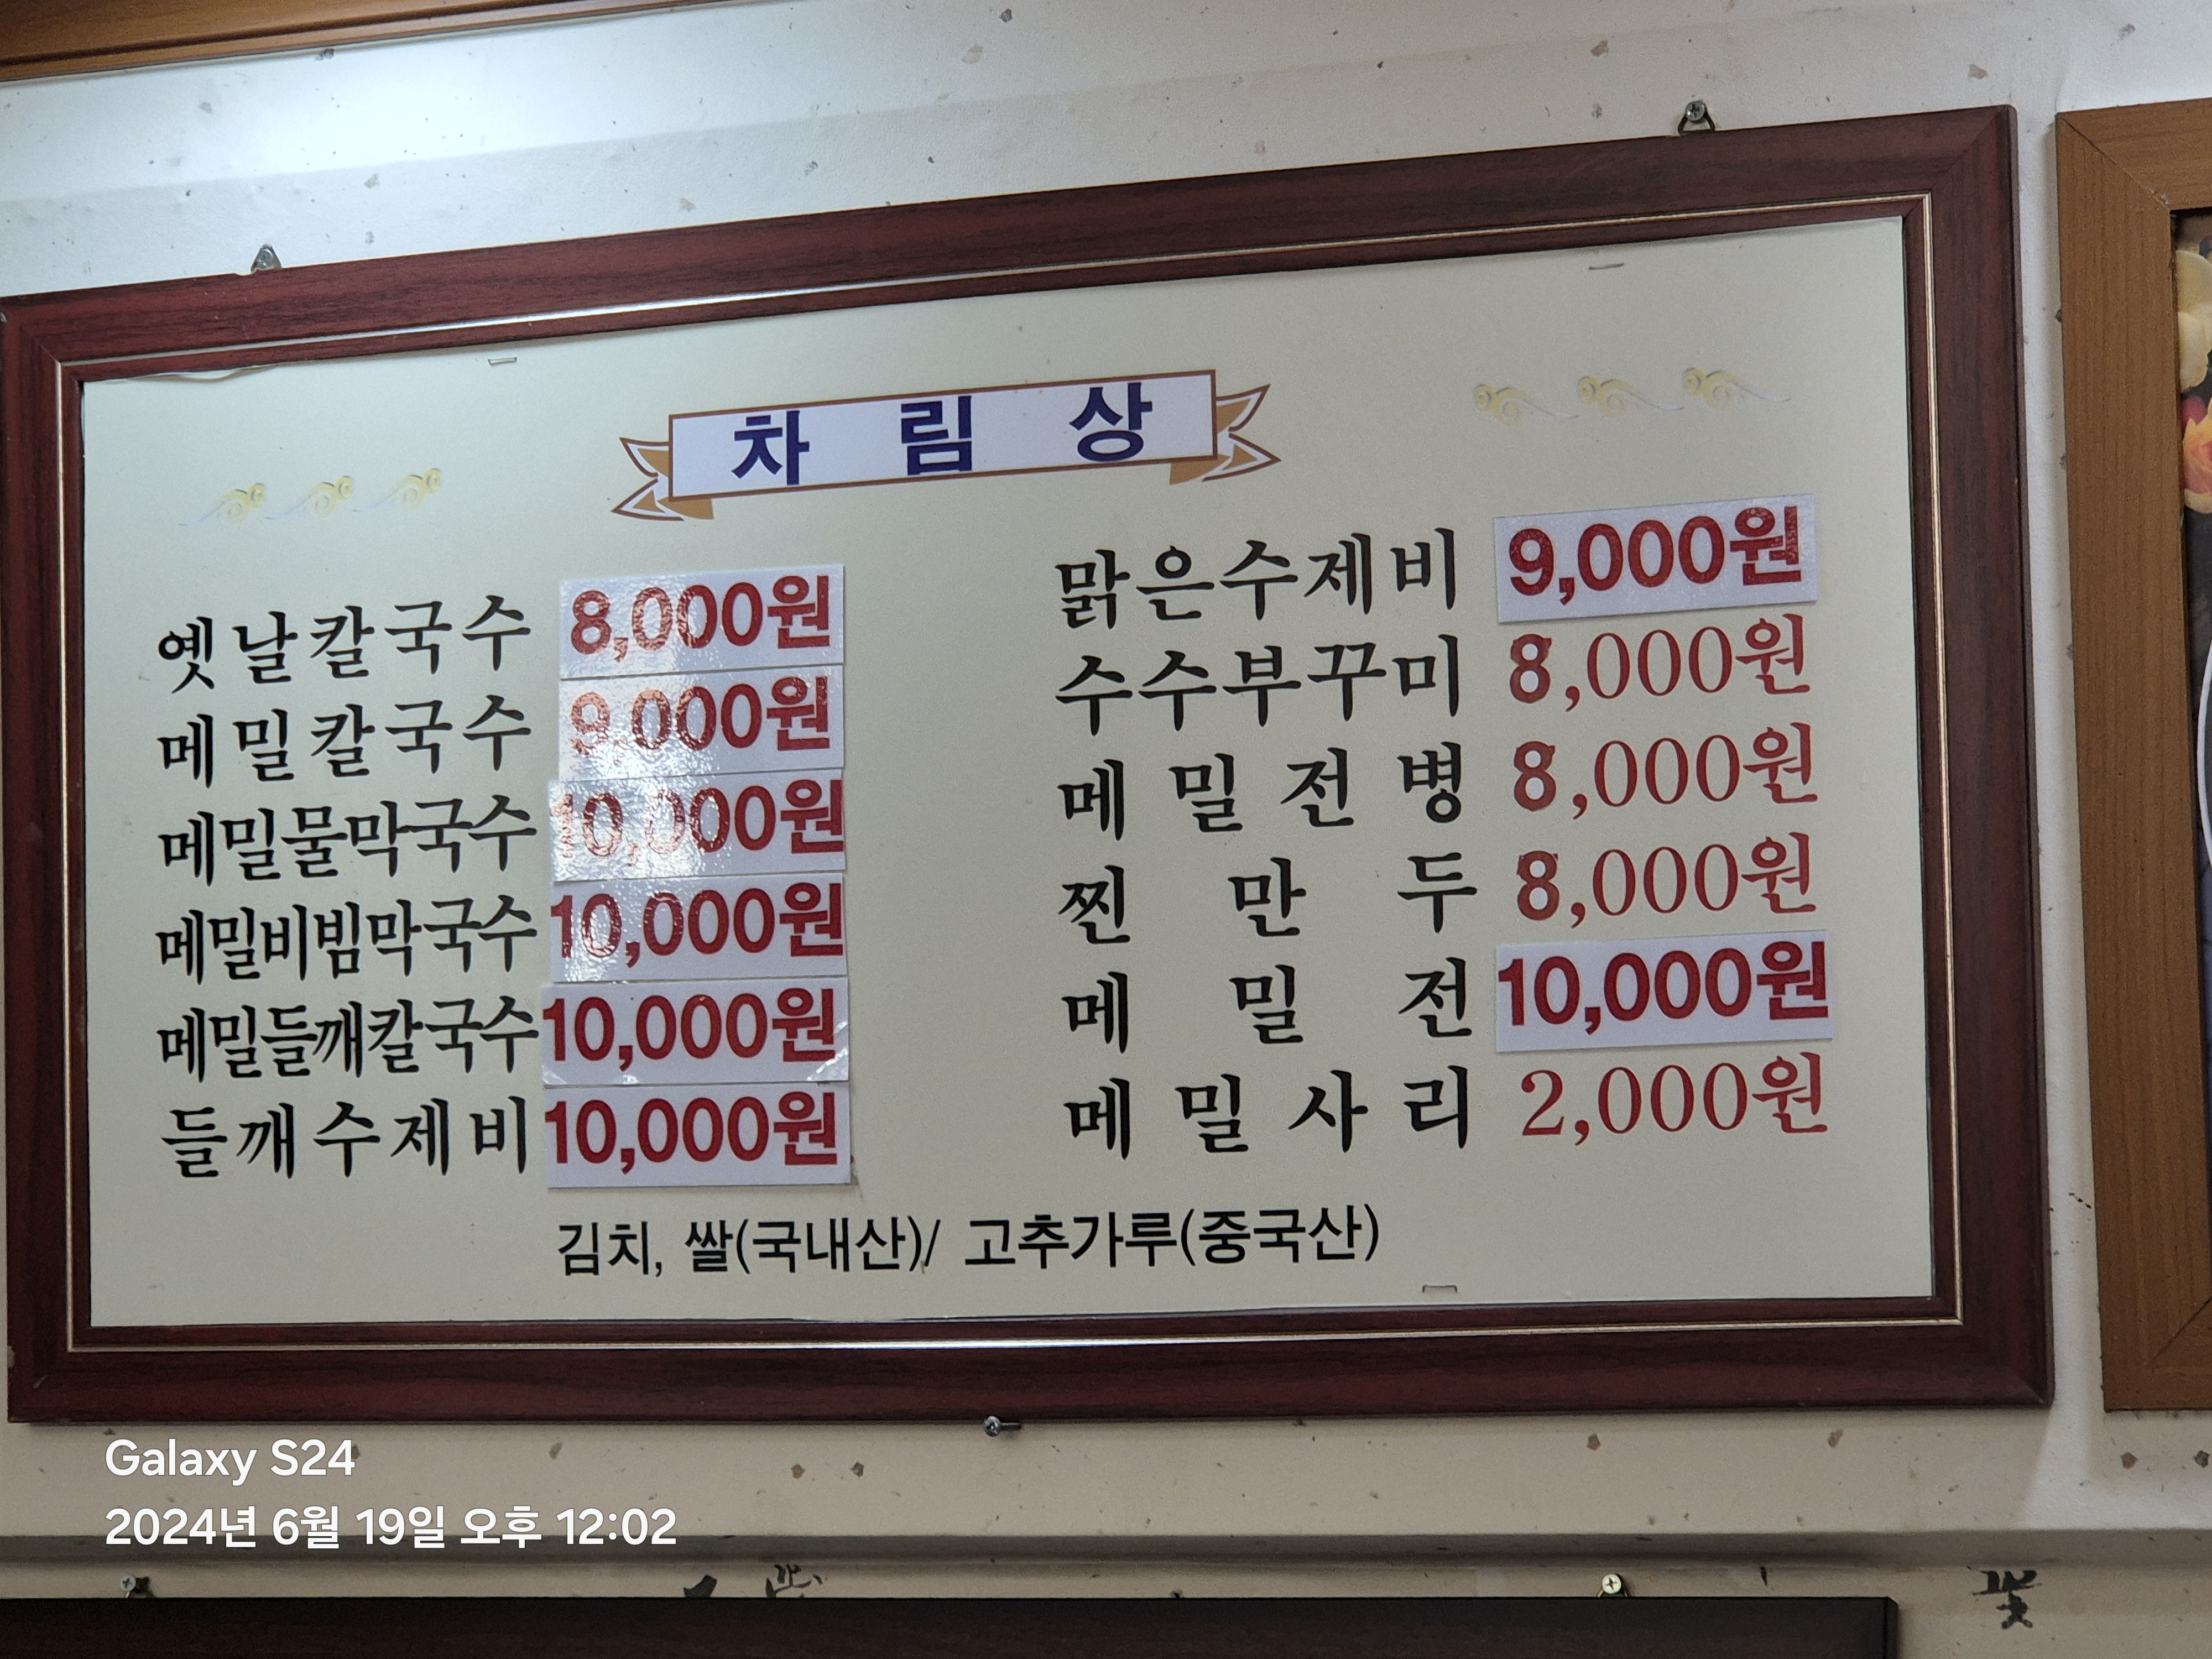 차림상
옛날칼국수 8,000원
메밀칼국수 9,000원
메밀물막국수 10,000원
메밀비빔막국수 10,000원
메밀들깨칼국수 10,000원
들깨수제비 10,000원
맑은수제비 9,000원
수수부꾸미 8,000원
메밀전병 8,000원
찐만두 8,000원
메밀전 10,000원
메밀사리 2,000원
김치, 쌀(국내산)/ 고추가루(중국산)
Galaxy S24
2024년 6월 19일 오후 12:02